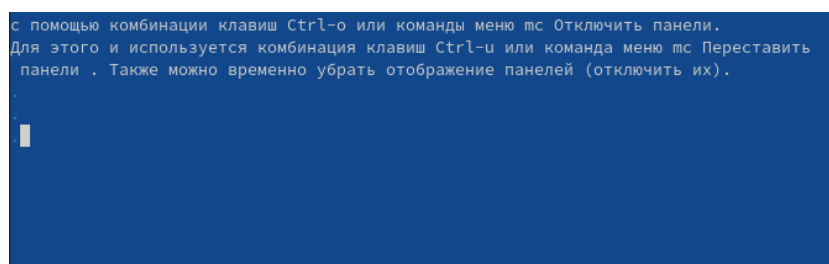 с помощью комбинации клавиш Ctrl-o или команды меню mc Отключить панели.
Для этого и используется комбинация клавиш Ctrl-u или команда меню mc Переставить
панели . Также можно временно убрать отображение панелей (отключить их).
.
.
.